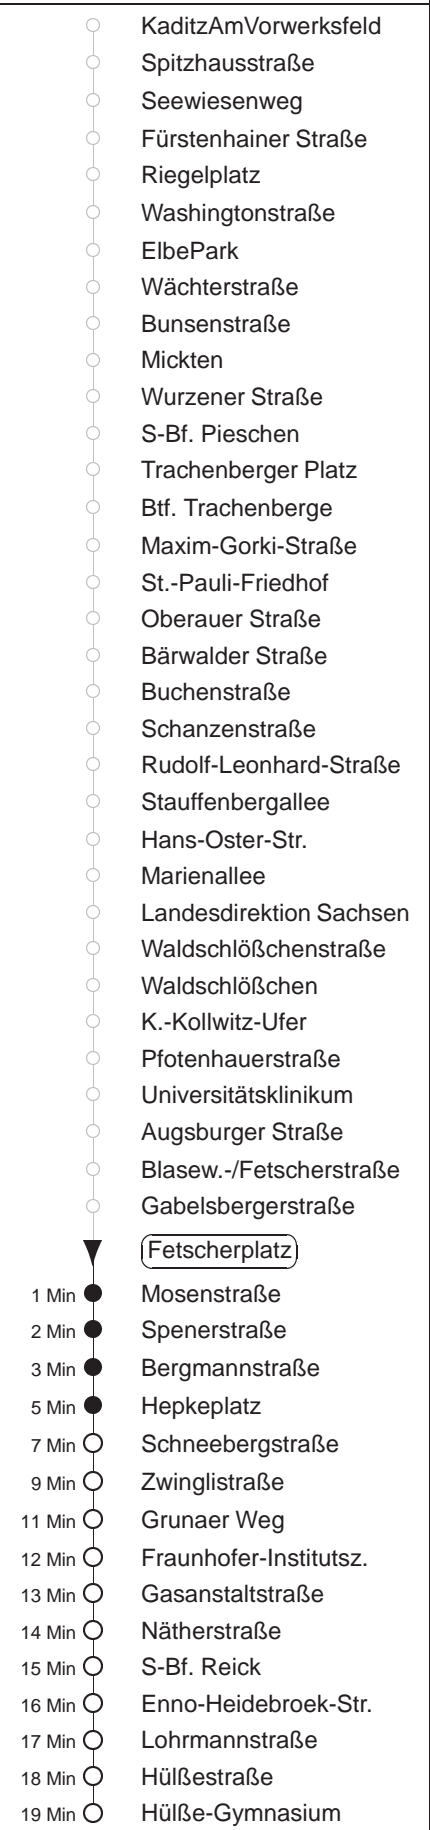 KaditzAmVorwerksfeld
Spitzhausstraße
Seewiesenweg
Fürstenhainer Straße
Riegelplatz
Washingtonstraße
ElbePark
Wächterstraße
Bunsenstraße
Mickten
Wurzener Straße
S-Bf. Pieschen
Trachenberger Platz
Btf. Trachenberge
Maxim-Gorki-Straße
St.-Pauli-Friedhof
Oberauer Straße
Bärwalder Straße
Buchenstraße
Schanzenstraße
Rudolf-Leonhard-Straße
Stauffenbergallee
Hans-Oster-Str.
Marienallee
Landesdirektion Sachsen
Waldschlößchenstraße
Waldschlößchen
K.-Kollwitz-Ufer
Pfotenhauerstraße
Universitätsklinikum
Augsburger Straße
Blasew.-/Fetscherstraße
Gabelsbergerstraße
Fetscherplatz
1 Min Mosenstraße
2 Min Spenerstraße
3 Min Bergmannstraße
5 Min Hepkeplatz
7 Min Schneebergstraße
9 Min Zwinglistraße
11 Min Grunaer Weg
12 Min Fraunhofer-Institutsz.
13 Min Gasanstaltstraße
14 Min Nätherstraße
15 Min S-Bf. Reick
16 Min Enno-Heidebroek-Str.
17 Min Lohrmannstraße
18 Min Hülßestraße
19 Min Hülße-Gymnasium